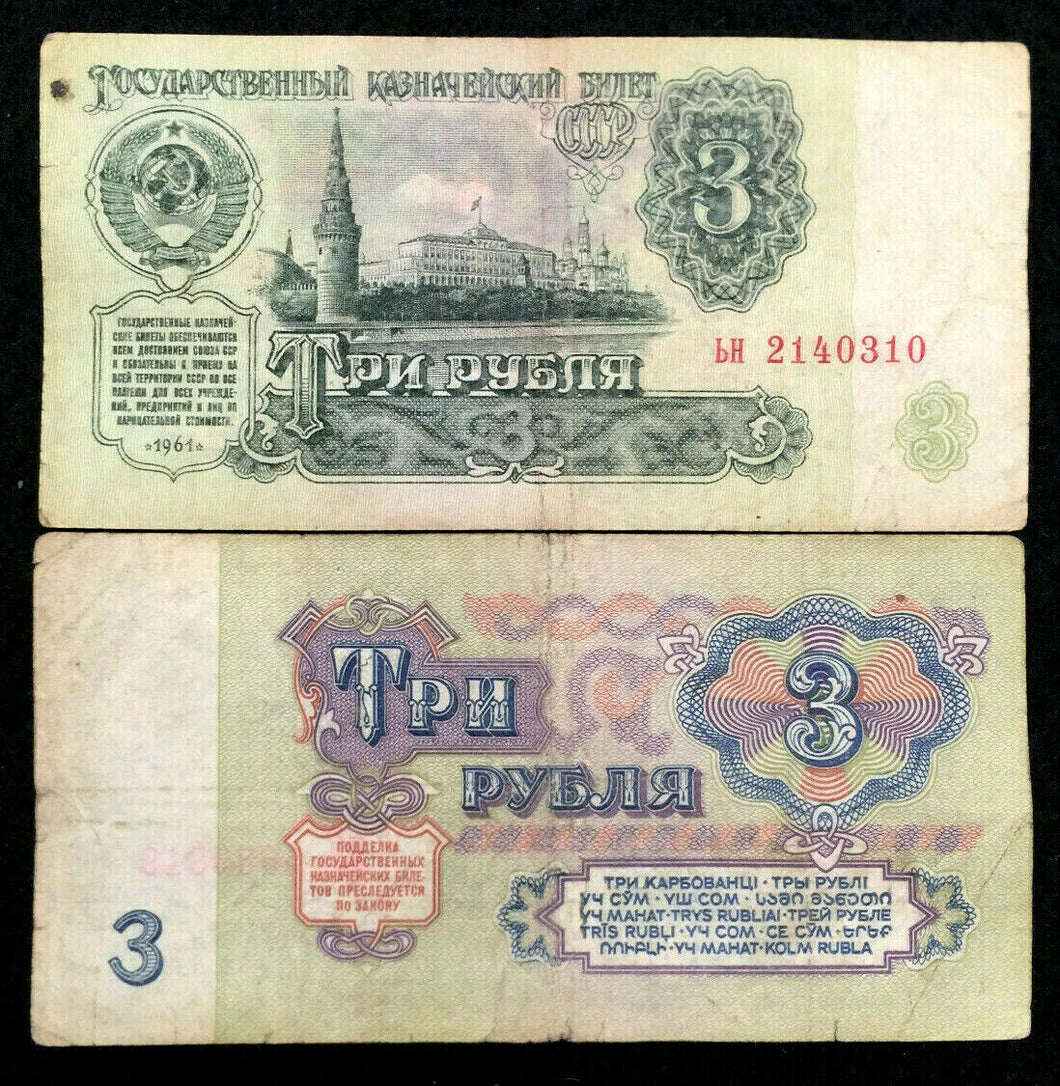 Государственный казначейский билет
СССР
3
Государственные казначей-
ские билеты обеспечиваются
всем достоянием Союза ССР
и обязательны к приему на
всей территории СССР во все
платежи для всех учрежде-
ний, предприятий и лиц по
нарицательной стоимости.
☆1961☆
Три рубля
3
ЬН 2140310
3
Три
рубля
3
ПОДДЕЛКА
ГОСУДАРСТВЕННЫХ
КАЗНАЧЕЙСКИХ БИЛЕ-
ТОВ ПРЕСЛЕДУЕТСЯ
ПО ЗАКОНУ
3
ТРИ КАРБОВАНЦІ · ТРЫ РУБЛІ
УЧ СЎМ · ҮШ СОМ · ᲡᲐᲛᲘ ᲛᲐᲜᲔᲗᲘ
ҮЧ МАНАТ · TRYS RUBLIAI · ТРЕЙ РУБЛЕ
TRĪS RUBĻI · ҮЧ СОМ · СЕ СӮМ · ԵՐԵՔ
ՌՈՒԲԼԻ · ҮЧ МАНАТ · KOLM RUBLA